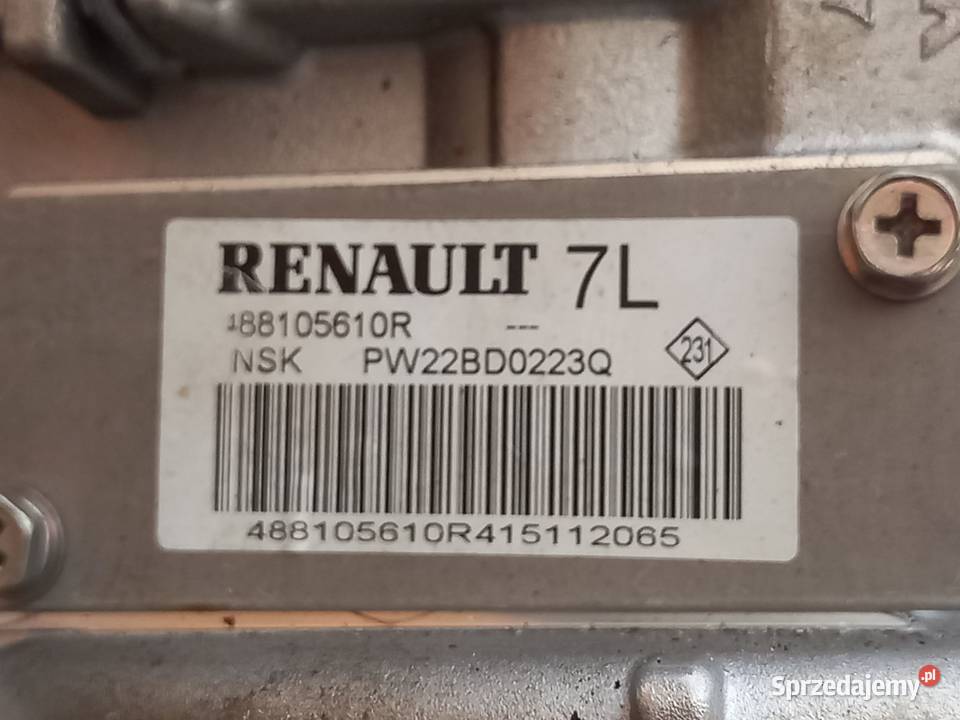 RENAULT 7L
488105610R ---
NSK PW22BD0223Q
231
488105610R415112065
Sprzedajemy.pl